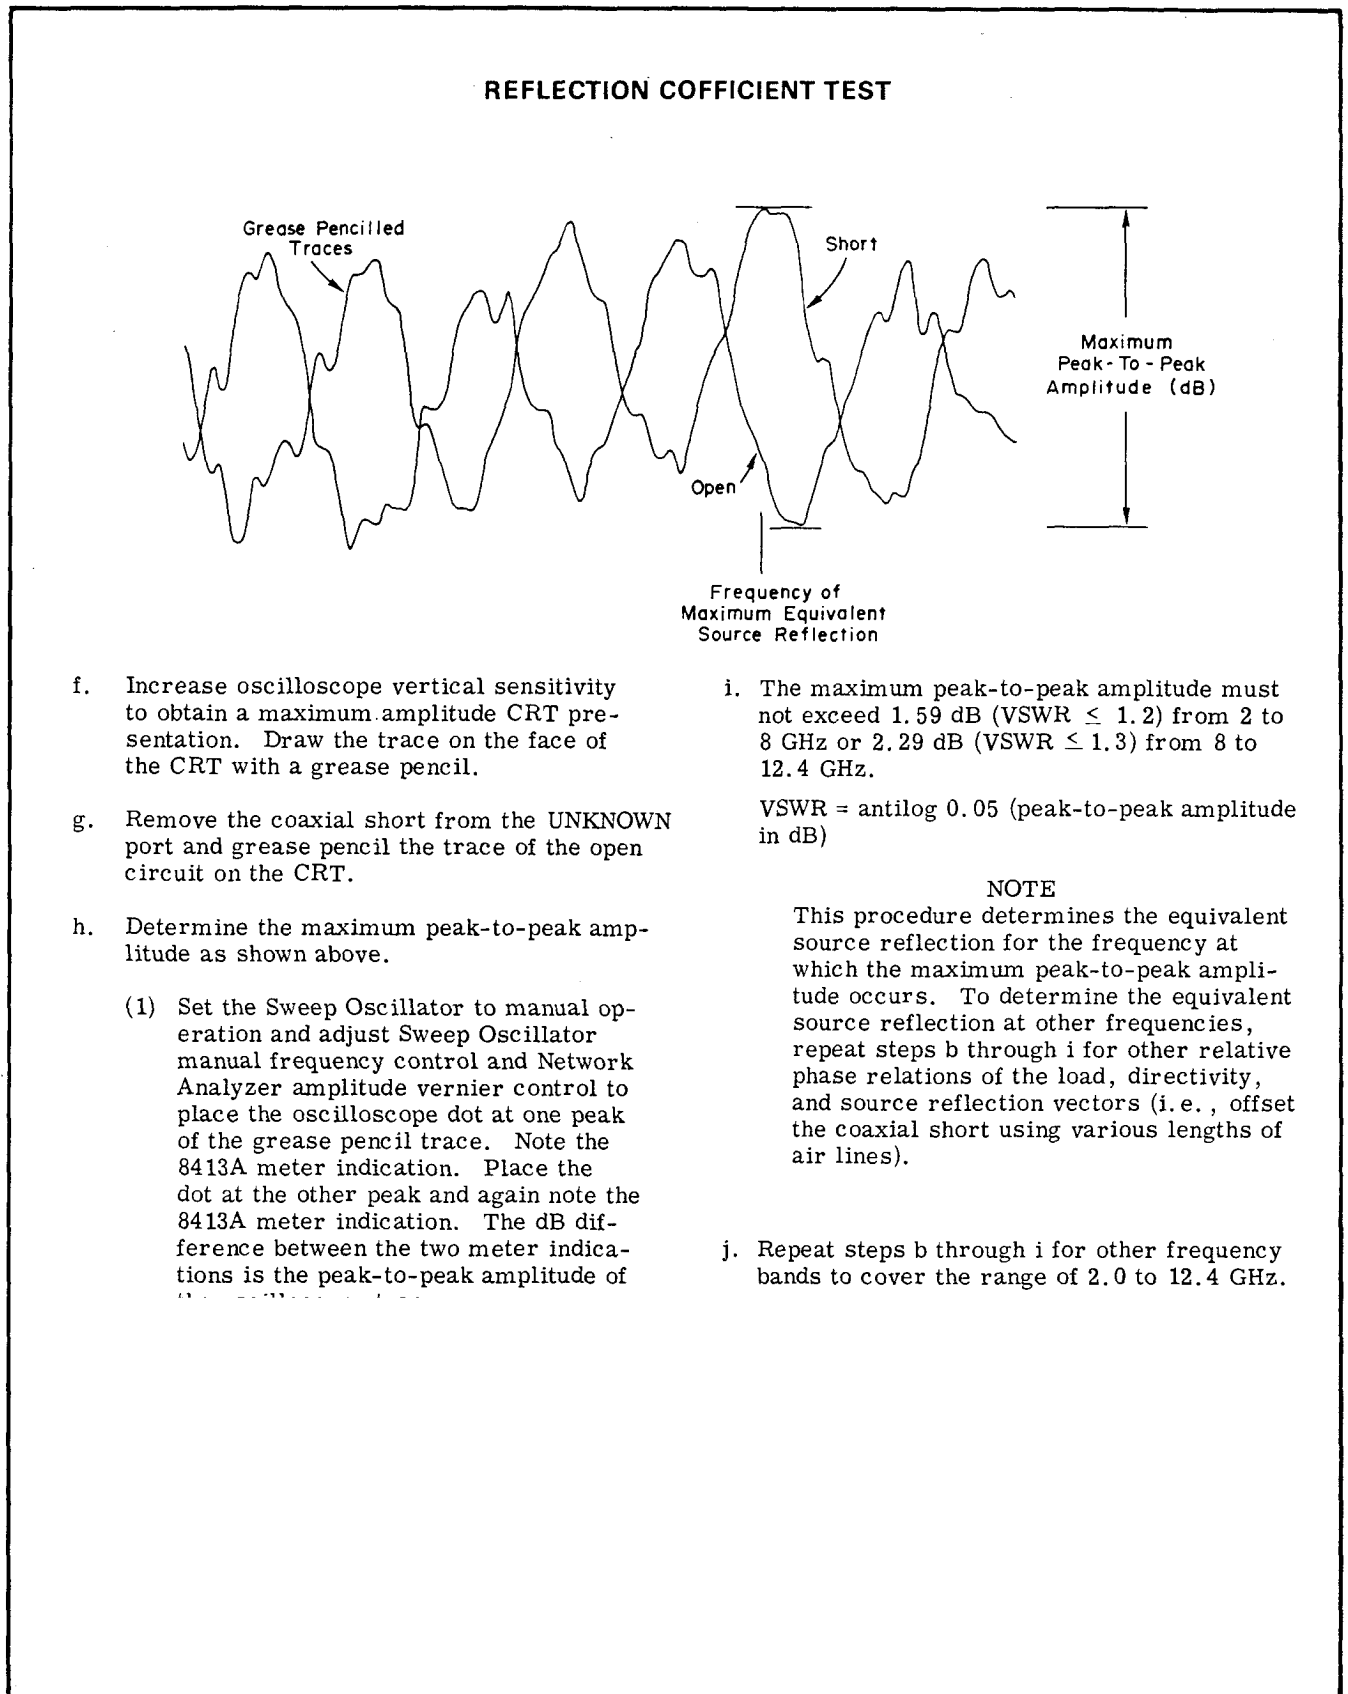 REFLECTION COFFICIENT TEST
Grease Pencilled
Traces
Short
Maximum
Peak-To-Peak
Amplitude (dB)
Open
Frequency of
Maximum Equivalent
Source Reflection
f. Increase oscilloscope vertical sensitivity
to obtain a maximum amplitude CRT pre-
sentation. Draw the trace on the face of
the CRT with a grease pencil.
g. Remove the coaxial short from the UNKNOWN
port and grease pencil the trace of the open
circuit on the CRT.
h. Determine the maximum peak-to-peak amp-
litude as shown above.
(1) Set the Sweep Oscillator to manual op-
eration and adjust Sweep Oscillator
manual frequency control and Network
Analyzer amplitude vernier control to
place the oscilloscope dot at one peak
of the grease pencil trace. Note the
8413A meter indication. Place the
dot at the other peak and again note the
8413A meter indication. The dB dif-
ference between the two meter indica-
tions is the peak-to-peak amplitude of
i. The maximum peak-to-peak amplitude must
not exceed 1.59 dB (VSWR ≤ 1.2) from 2 to
8 GHz or 2.29 dB (VSWR ≤ 1.3) from 8 to
12.4 GHz.
VSWR = antilog 0.05 (peak-to-peak amplitude
in dB)
NOTE
This procedure determines the equivalent
source reflection for the frequency at
which the maximum peak-to-peak ampli-
tude occurs. To determine the equivalent
source reflection at other frequencies,
repeat steps b through i for other relative
phase relations of the load, directivity,
and source reflection vectors (i.e., offset
the coaxial short using various lengths of
air lines).
j. Repeat steps b through i for other frequency
bands to cover the range of 2.0 to 12.4 GHz.